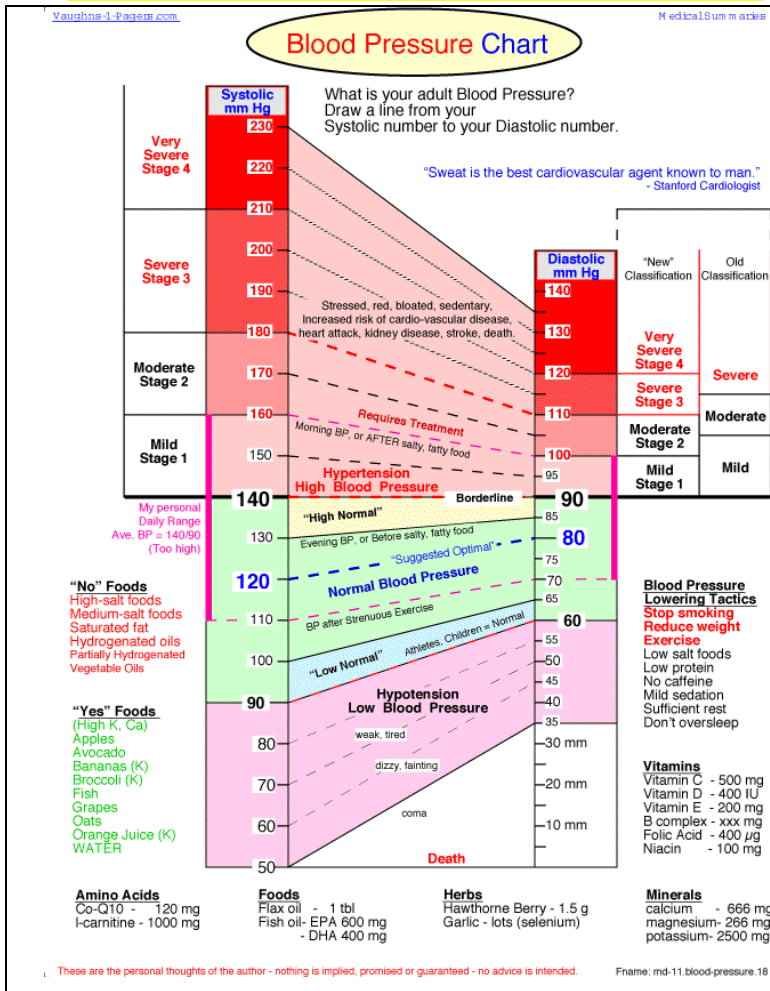 Vaughns-1-Pagers.com
MedicalSummaries
Blood Pressure Chart
Systolic
mm Hg
What is your adult Blood Pressure?
Draw a line from your
Systolic number to your Diastolic number.
"Sweat is the best cardiovascular agent known to man."
- Stanford Cardiologist
230
220
210
200
190
180
170
160
150
140
130
120
110
100
90
80
70
60
50
Very
Severe
Stage 4
Severe
Stage 3
Moderate
Stage 2
Mild
Stage 1
My personal
Daily Range
Ave. BP = 140/90
(Too high)
Stressed, red, bloated, sedentary,
Increased risk of cardio-vascular disease,
heart attack, kidney disease, stroke, death.
Requires Treatment
Morning BP, or AFTER salty, fatty food
Hypertension
High Blood Pressure
Borderline
"High Normal"
Evening BP, or Before salty, fatty food
"Suggested Optimal"
Normal Blood Pressure
BP after Strenuous Exercise
Athletes, Children = Normal
"Low Normal"
Hypotension
Low Blood Pressure
weak, tired
dizzy, fainting
coma
Death
Diastolic
mm Hg
140
130
120
110
100
95
90
85
80
75
70
65
60
55
50
45
40
35
30 mm
20 mm
10 mm
"New"
Classification
Very
Severe
Stage 4
Severe
Stage 3
Moderate
Stage 2
Mild
Stage 1
Old
Classification
Severe
Moderate
Mild
"No" Foods
High-salt foods
Medium-salt foods
Saturated fat
Hydrogenated oils
Partially Hydrogenated
Vegetable Oils
"Yes" Foods
(High K, Ca)
Apples
Avocado
Bananas (K)
Broccoli (K)
Fish
Grapes
Oats
Orange Juice (K)
WATER
Blood Pressure
Lowering Tactics
Stop smoking
Reduce weight
Exercise
Low salt foods
Low protein
No caffeine
Mild sedation
Sufficient rest
Don't oversleep
Vitamins
Vitamin C - 500 mg
Vitamin D - 400 IU
Vitamin E - 200 mg
B complex - xxx mg
Folic Acid - 400 µg
Niacin - 100 mg
Amino Acids
Co-Q10 - 120 mg
l-carnitine - 1000 mg
Foods
Flax oil - 1 tbl
Fish oil- EPA 600 mg
- DHA 400 mg
Herbs
Hawthorne Berry - 1.5 g
Garlic - lots (selenium)
Minerals
calcium - 666 mg
magnesium- 266 mg
potassium- 2500 mg
These are the personal thoughts of the author - nothing is implied, promised or guaranteed - no advice is intended.
Fname: md-11.blood-pressure.18